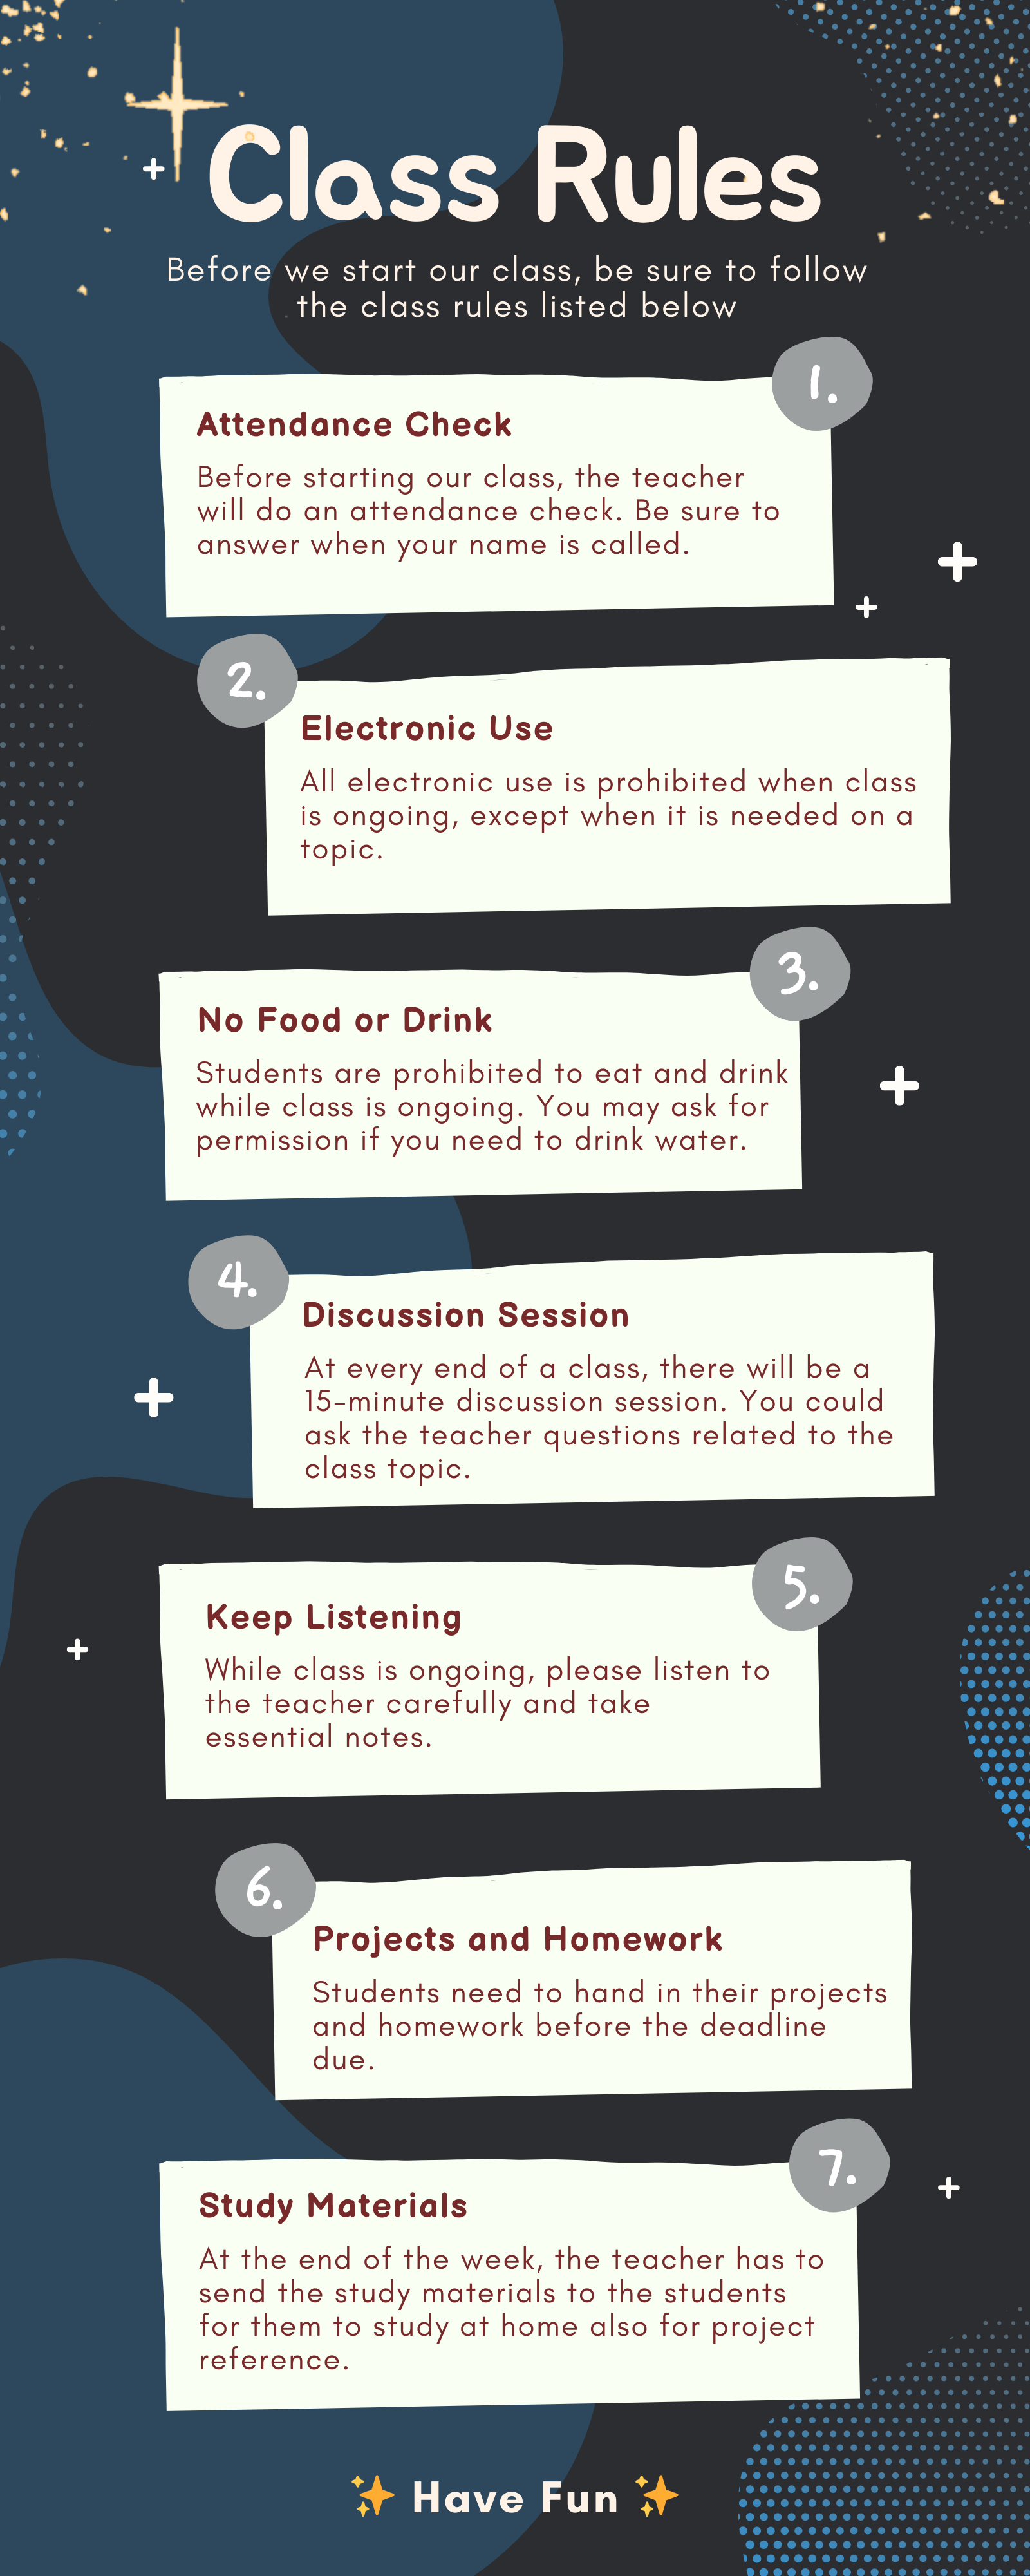 Class Rules
Before we start our class, be sure to follow
the class rules listed below
1.
Attendance Check
Before starting our class, the teacher
will do an attendance check. Be sure to
answer when your name is called.
2.
Electronic Use
All electronic use is prohibited when class
is ongoing, except when it is needed on a
topic.
3.
No Food or Drink
Students are prohibited to eat and drink
while class is ongoing. You may ask for
permission if you need to drink water.
4.
Discussion Session
At every end of a class, there will be a
15-minute discussion session. You could
ask the teacher questions related to the
class topic.
5.
Keep Listening
While class is ongoing, please listen to
the teacher carefully and take
essential notes.
6.
Projects and Homework
Students need to hand in their projects
and homework before the deadline
due.
7.
Study Materials
At the end of the week, the teacher has to
send the study materials to the students
for them to study at home also for project
reference.
✨ Have Fun ✨